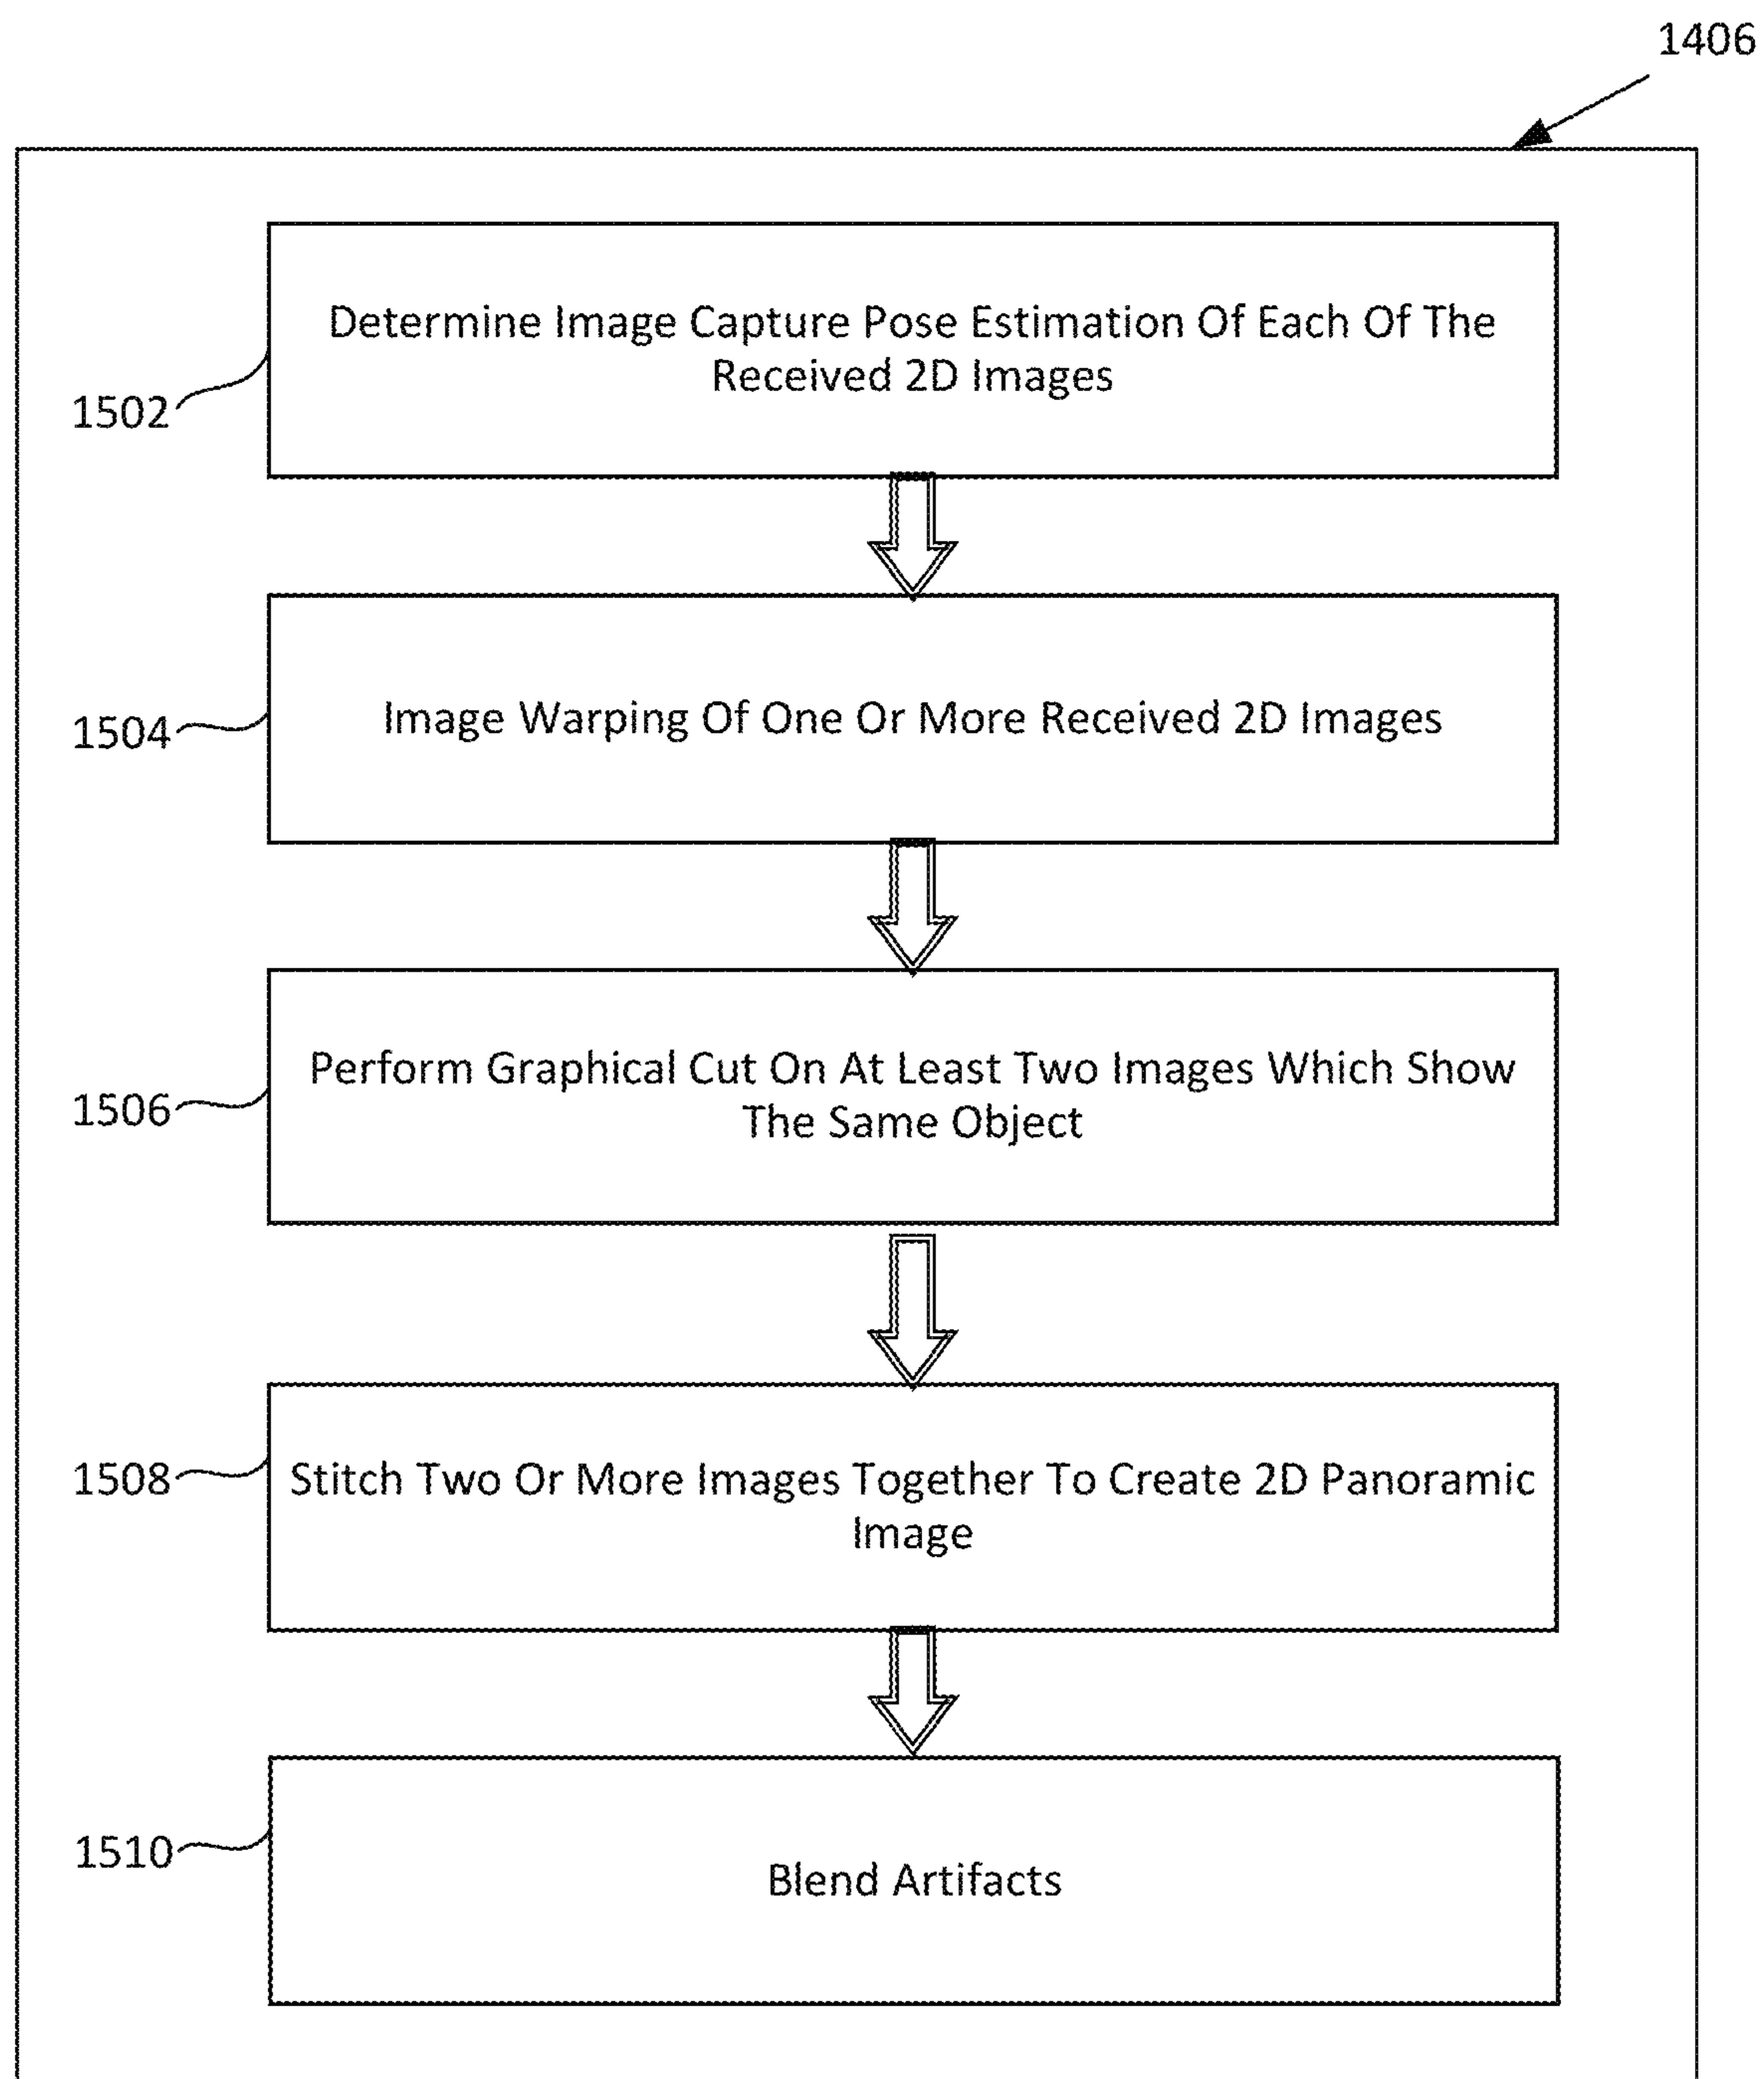 1406
Determine Image Capture Pose Estimation Of Each Of The
Received 2D Images
1502
Image Warping Of One Or More Received 2D Images
1504
Perform Graphical Cut On At Least Two Images Which Show
The Same Object
1506
Stitch Two Or More Images Together To Create 2D Panoramic
Image
1508
Blend Artifacts
1510